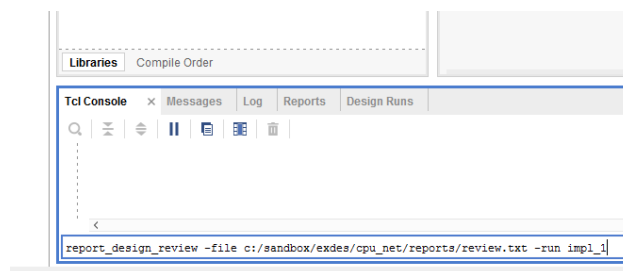 Libraries Compile Order
Tcl Console × Messages Log Reports Design Runs
report_design_review -file c:/sandbox/exdes/cpu_net/reports/review.txt -run impl_1